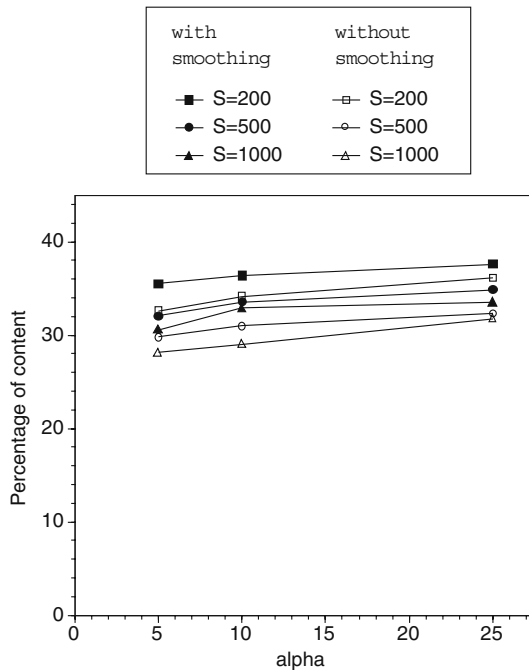 with smoothing
without smoothing
S=200
S=200
S=500
S=500
S=1000
S=1000
Percentage of content
40
30
20
10
0
0
5
10
15
20
25
alpha